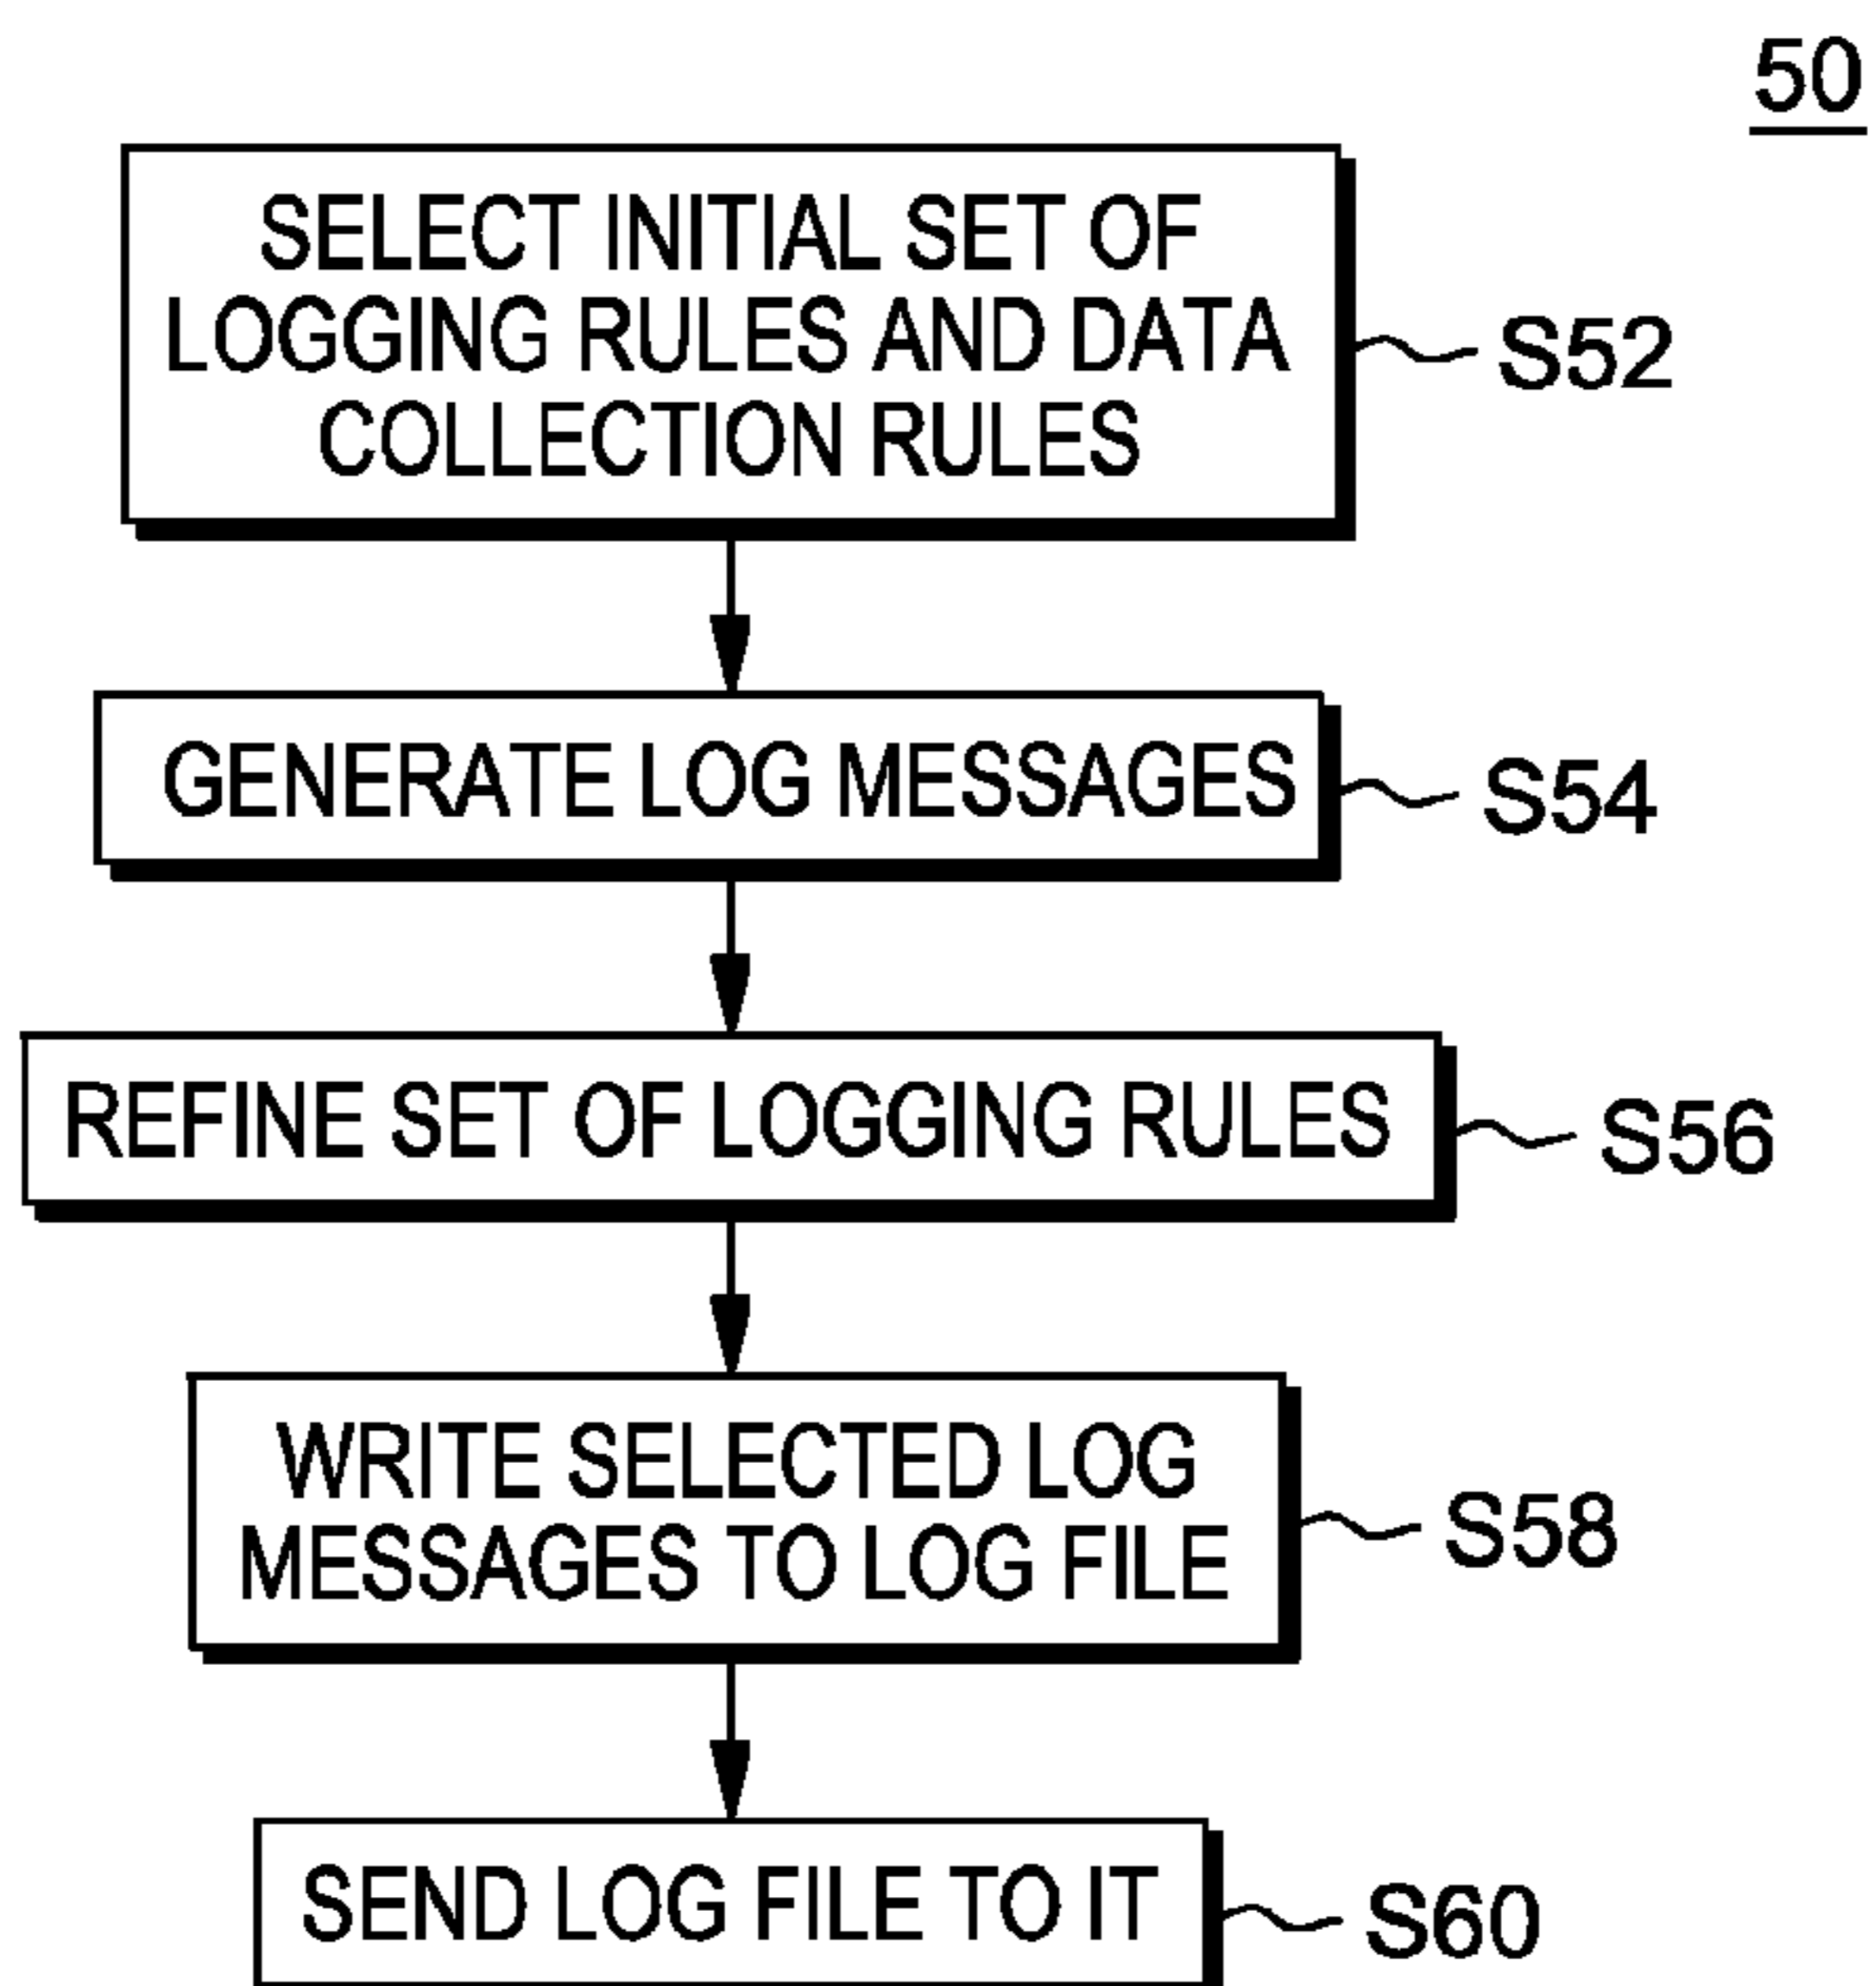 50
SELECT INITIAL SET OF
LOGGING RULES AND DATA
COLLECTION RULES
S52
GENERATE LOG MESSAGES
S54
REFINE SET OF LOGGING RULES
S56
WRITE SELECTED LOG
MESSAGES TO LOG FILE
S58
SEND LOG FILE TO IT
S60